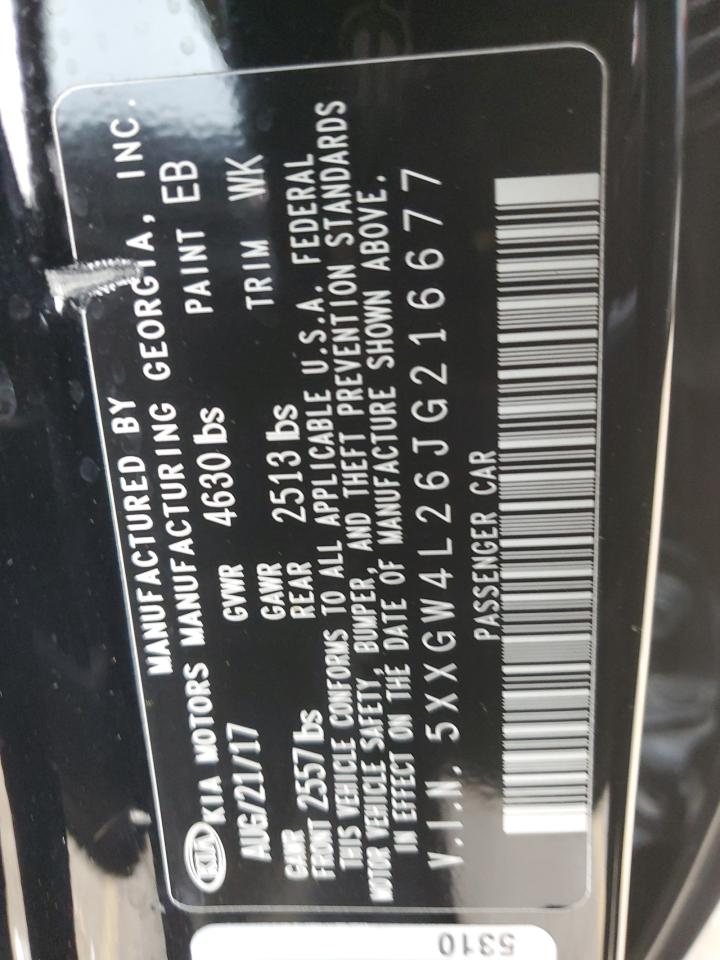 MANUFACTURED BY
KIA KIA MOTORS MANUFACTURING GEORGIA, INC.
AUG/21/17 GVWR 4630 lbs PAINT EB
GAWR FRONT 2557 lbs GAWR REAR 2513 lbs TRIM WK
THIS VEHICLE CONFORMS TO ALL APPLICABLE U.S.A. FEDERAL
MOTOR VEHICLE SAFETY, BUMPER, AND THEFT PREVENTION STANDARDS
IN EFFECT ON THE DATE OF MANUFACTURE SHOWN ABOVE.
V.I.N. 5XXGW4L26JG216677
PASSENGER CAR
5310